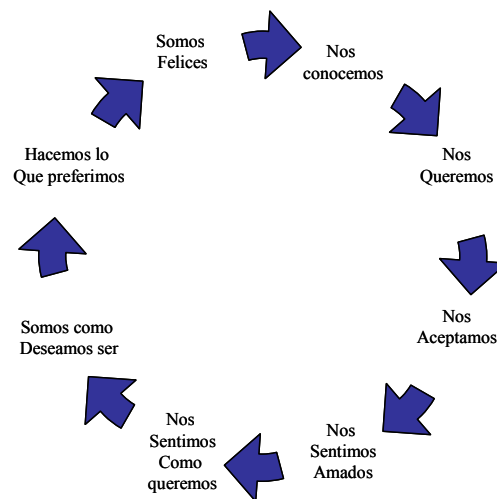 Somos
Felices
Nos
conocemos
Nos
Queremos
Nos
Aceptamos
Nos
Sentimos
Amados
Nos
Sentimos
Como
queremos
Somos como
Deseamos ser
Hacemos lo
Que preferimos